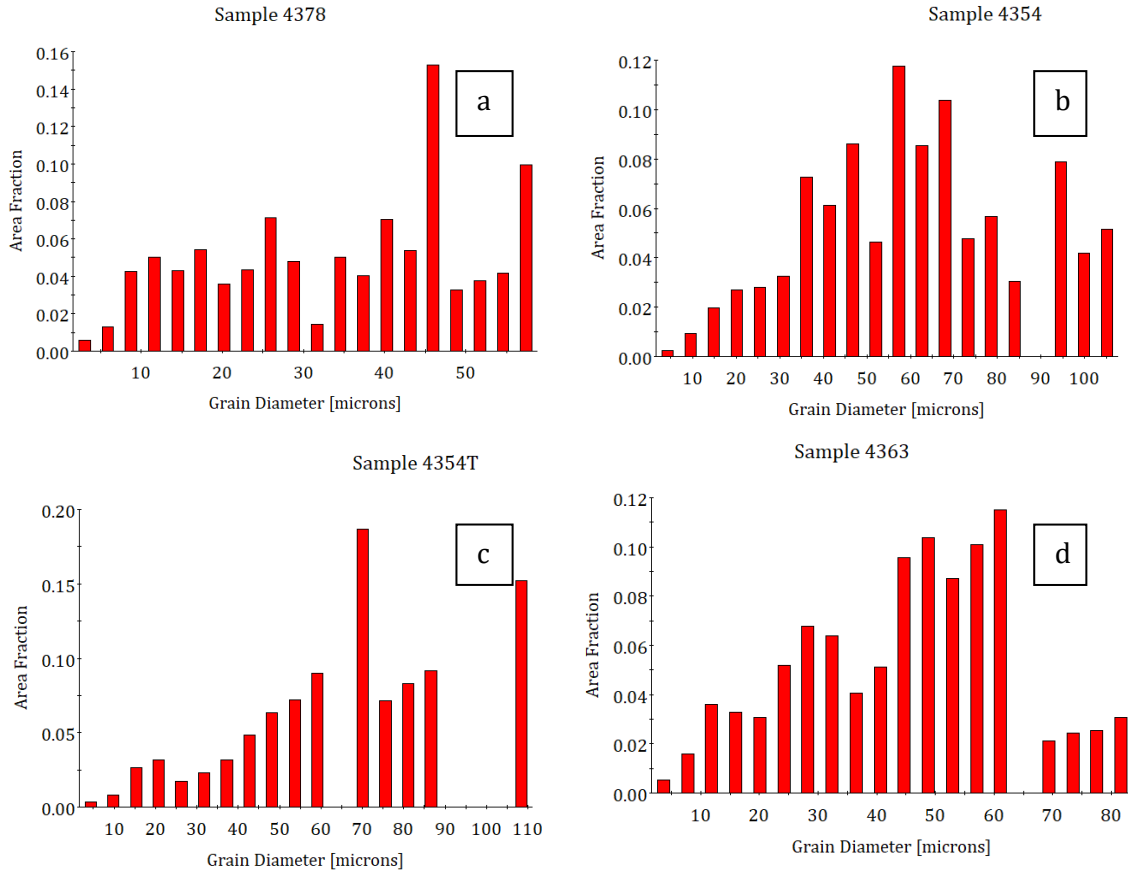 Sample 4378
0.16
0.14
0.12
0.10
0.08
0.06
0.04
0.02
0.00
Area Fraction
a
10 20 30 40 50
Grain Diameter [microns]
Sample 4354
0.12
0.10
0.08
0.06
0.04
0.02
0.00
Area Fraction
b
10 20 30 40 50 60 70 80 90 100
Grain Diameter [microns]
Sample 4354T
0.20
0.15
0.10
0.05
0.00
Area Fraction
c
10 20 30 40 50 60 70 80 90 100 110
Grain Diameter [microns]
Sample 4363
0.12
0.10
0.08
0.06
0.04
0.02
0.00
Area Fraction
d
10 20 30 40 50 60 70 80
Grain Diameter [microns]